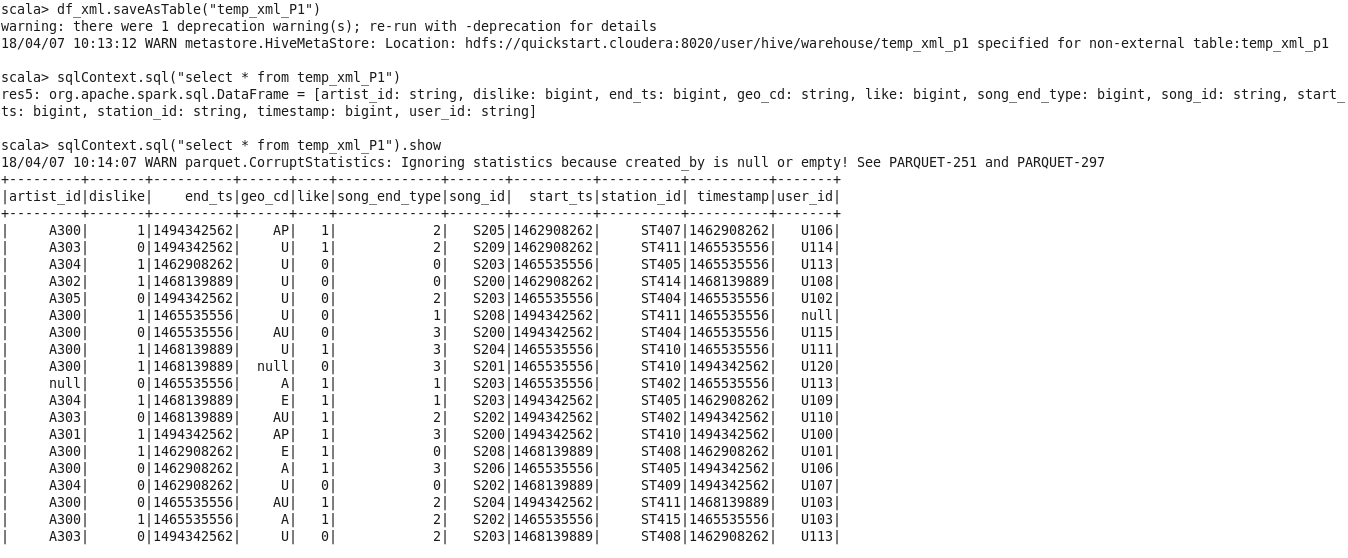 scala> df_xml.saveAsTable("temp_xml_P1")
warning: there were 1 deprecation warning(s); re-run with -deprecation for details
18/04/07 10:13:12 WARN metastore.HiveMetaStore: Location: hdfs://quickstart.cloudera:8020/user/hive/warehouse/temp_xml_p1 specified for non-external table:temp_xml_p1
scala> sqlContext.sql("select * from temp_xml_P1")
res5: org.apache.spark.sql.DataFrame = [artist_id: string, dislike: bigint, end_ts: bigint, geo_cd: string, like: bigint, song_end_type: bigint, song_id: string, start_
ts: bigint, station_id: string, timestamp: bigint, user_id: string]
scala> sqlContext.sql("select * from temp_xml_P1").show
18/04/07 10:14:07 WARN parquet.CorruptStatistics: Ignoring statistics because created_by is null or empty! See PARQUET-251 and PARQUET-297
+---------+-------+----------+------+----+-------------+-------+----------+----------+----------+-------+
|artist_id|dislike|    end_ts|geo_cd|like|song_end_type|song_id|  start_ts|station_id| timestamp|user_id|
+---------+-------+----------+------+----+-------------+-------+----------+----------+----------+-------+
|     A300|      1|1494342562|    AP|   1|            2|   S205|1462908262|     ST407|1462908262|   U106|
|     A303|      0|1494342562|     U|   1|            2|   S209|1462908262|     ST411|1465535556|   U114|
|     A304|      1|1462908262|     U|   0|            0|   S203|1465535556|     ST405|1465535556|   U113|
|     A302|      1|1468139889|     U|   0|            0|   S200|1462908262|     ST414|1468139889|   U108|
|     A305|      0|1494342562|     U|   0|            2|   S203|1465535556|     ST404|1465535556|   U102|
|     A300|      1|1465535556|     U|   0|            1|   S208|1494342562|     ST411|1465535556|   null|
|     A300|      0|1465535556|    AU|   0|            3|   S200|1494342562|     ST404|1465535556|   U115|
|     A300|      1|1468139889|     U|   1|            3|   S204|1465535556|     ST410|1465535556|   U111|
|     A300|      1|1468139889|  null|   0|            3|   S201|1465535556|     ST410|1494342562|   U120|
|     null|      0|1465535556|     A|   1|            1|   S203|1465535556|     ST402|1465535556|   U113|
|     A304|      1|1468139889|     E|   1|            1|   S203|1494342562|     ST405|1462908262|   U109|
|     A303|      0|1468139889|    AU|   1|            2|   S202|1465535556|     ST402|1494342562|   U110|
|     A301|      1|1494342562|    AP|   1|            3|   S200|1494342562|     ST410|1494342562|   U100|
|     A300|      1|1462908262|     E|   1|            0|   S208|1468139889|     ST408|1462908262|   U101|
|     A300|      0|1462908262|     A|   1|            3|   S206|1465535556|     ST405|1494342562|   U106|
|     A304|      0|1462908262|     U|   0|            0|   S202|1468139889|     ST409|1462908262|   U107|
|     A300|      0|1465535556|    AU|   1|            2|   S204|1494342562|     ST411|1468139889|   U103|
|     A300|      1|1465535556|     A|   1|            2|   S202|1465535556|     ST415|1465535556|   U103|
|     A303|      0|1494342562|     U|   0|            2|   S203|1468139889|     ST408|1462908262|   U113|